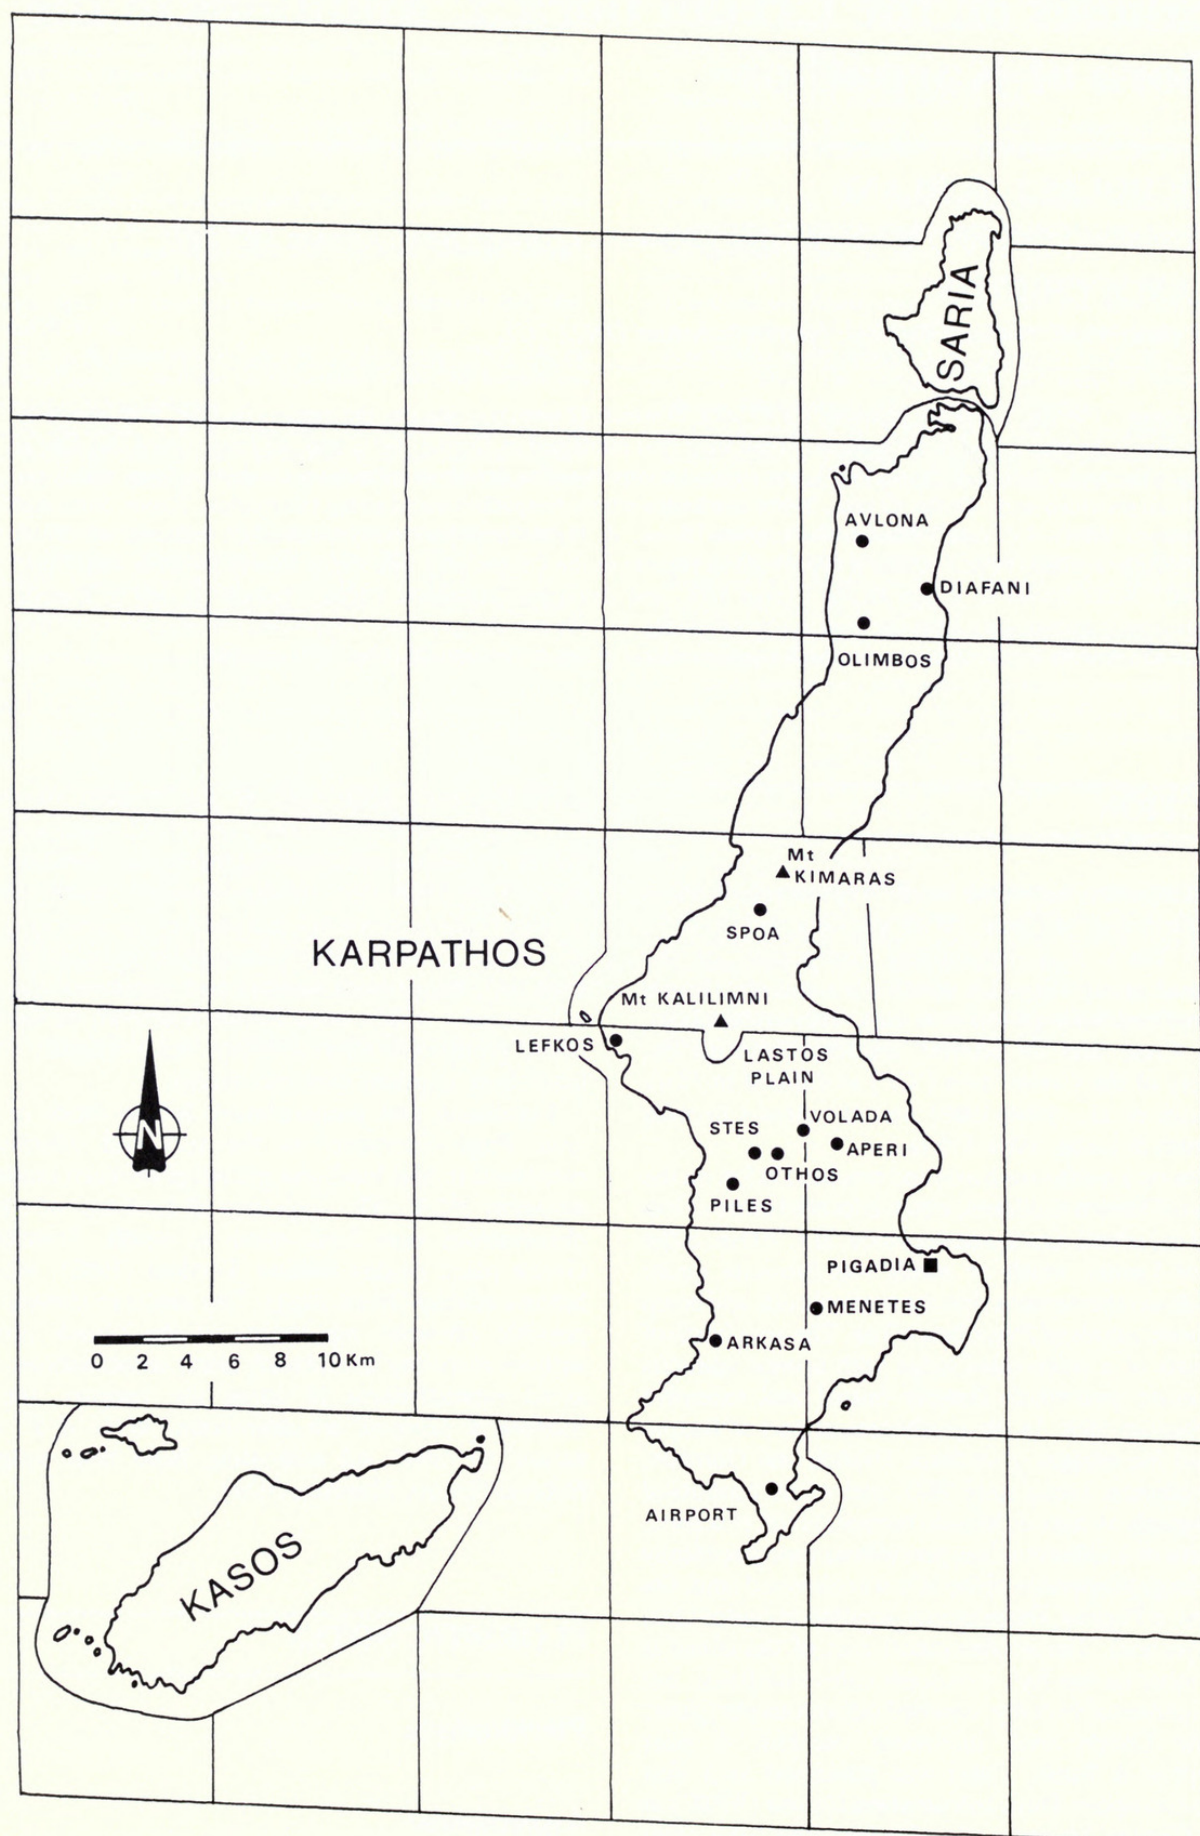 SARIA
AVLONA
DIAFANI
OLIMBOS
Mt
KIMARAS
SPOA
KARPATHOS
Mt KALILIMNI
LEFKOS
LASTOS
PLAIN
VOLADA
STES
APERI
OTHOS
PILES
N
PIGADIA
MENETES
ARKASA
0 2 4 6 8 10 Km
AIRPORT
KASOS